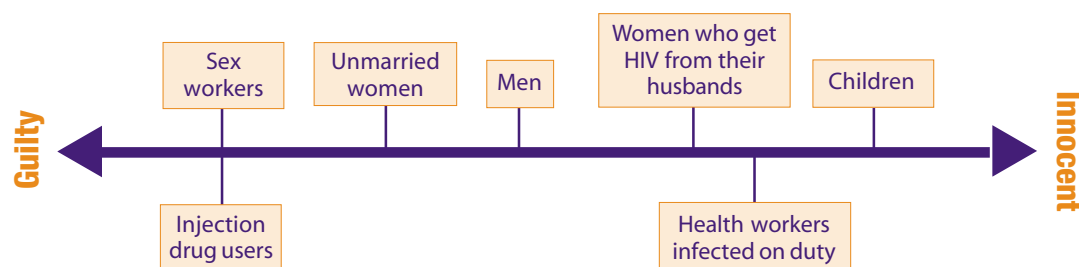 Guilty
Sex
workers
Unmarried
women
Men
Women who get
HIV from their
husbands
Children
Innocent
Injection
drug users
Health workers
infected on duty